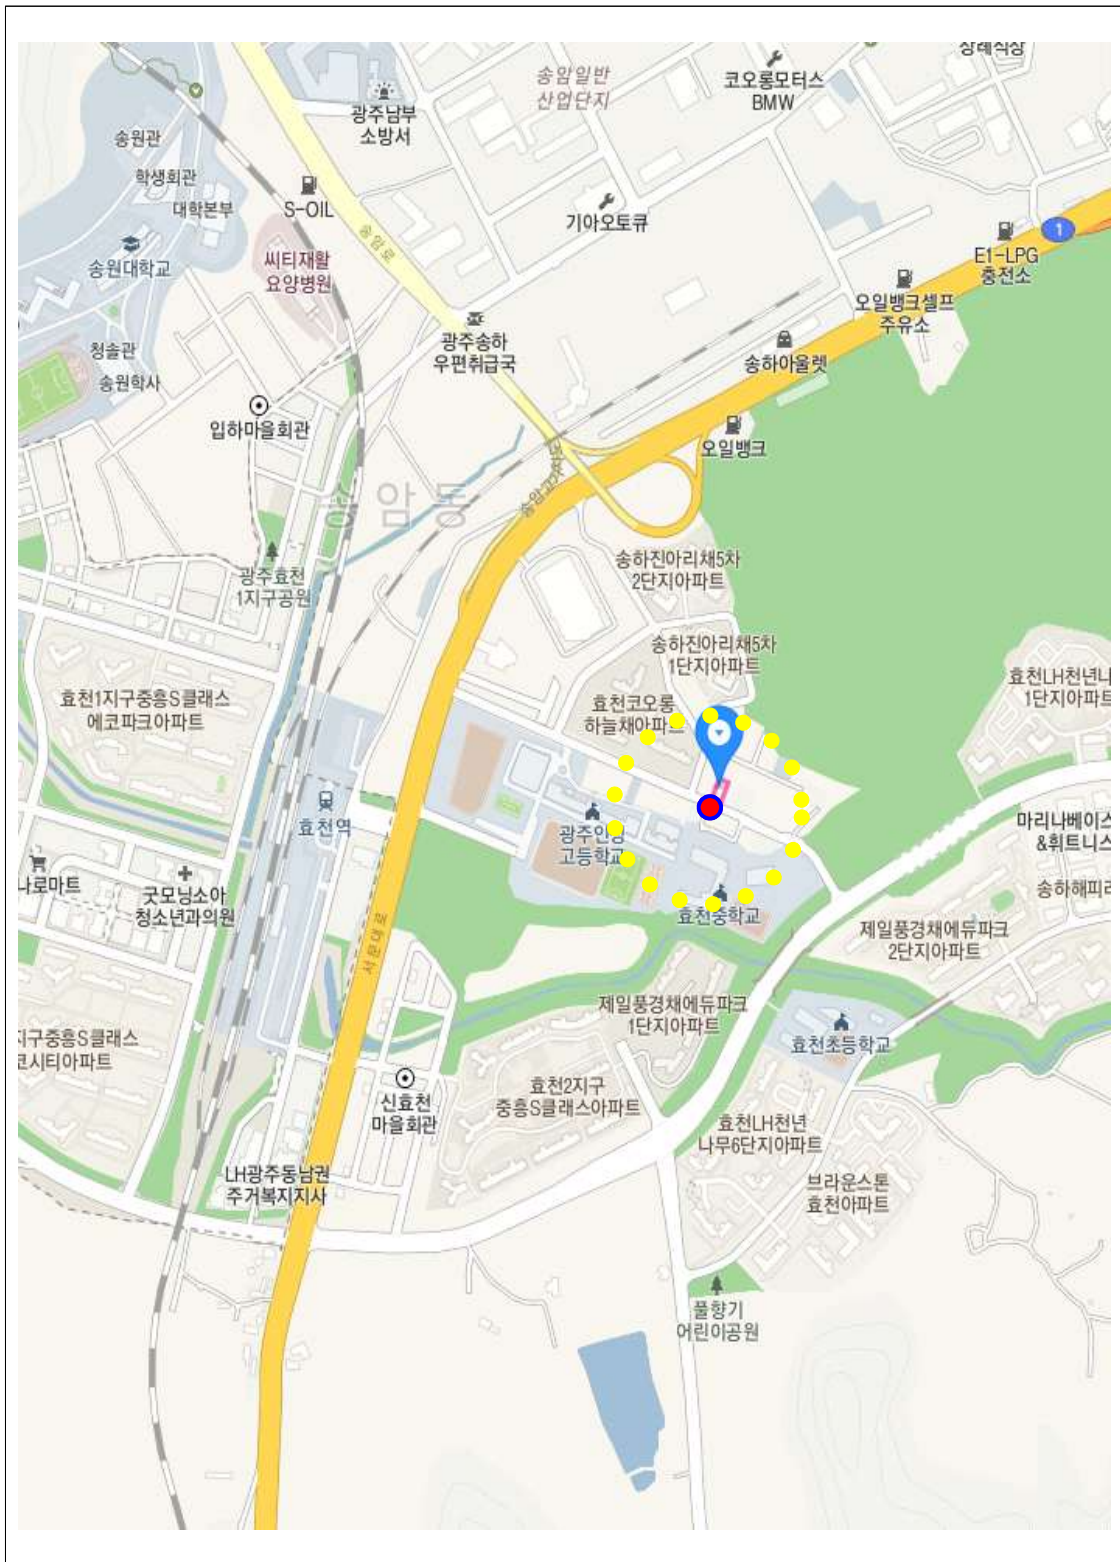 장례식장
송암일반
산업단지
코오롱모터스
BMW
광주남부
소방서
송원관
학생회관
대학본부
S-OIL
기아오토큐
송암로
1
E1-LPG
충전소
송원대학교
씨티재활
요양병원
오일뱅크셀프
주유소
광주송하
우편취급국
송하아울렛
청솔관
송원학사
입하마을회관
오일뱅크
송암동
광주효천
1지구공원
송하진아리채5차
2단지아파트
송하진아리채5차
1단지아파트
효천LH천년나
1단지아파트
효천1지구중흥S클래스
에코파크아파트
효천코오롱
하늘채아파트
효천역
광주인성
고등학교
마리나베이스
&휘트니스
나로마트
굿모닝소아
청소년과의원
송하해피라
효천중학교
제일풍경채에듀파크
2단지아파트
서문대로
제일풍경채에듀파크
1단지아파트
효천초등학교
지구중흥S클래스
코시티아파트
효천2지구
중흥S클래스아파트
신효천
마을회관
효천LH천년
나무6단지아파트
LH광주동남권
주거복지지사
브라운스톤
효천아파트
풀향기
어린이공원